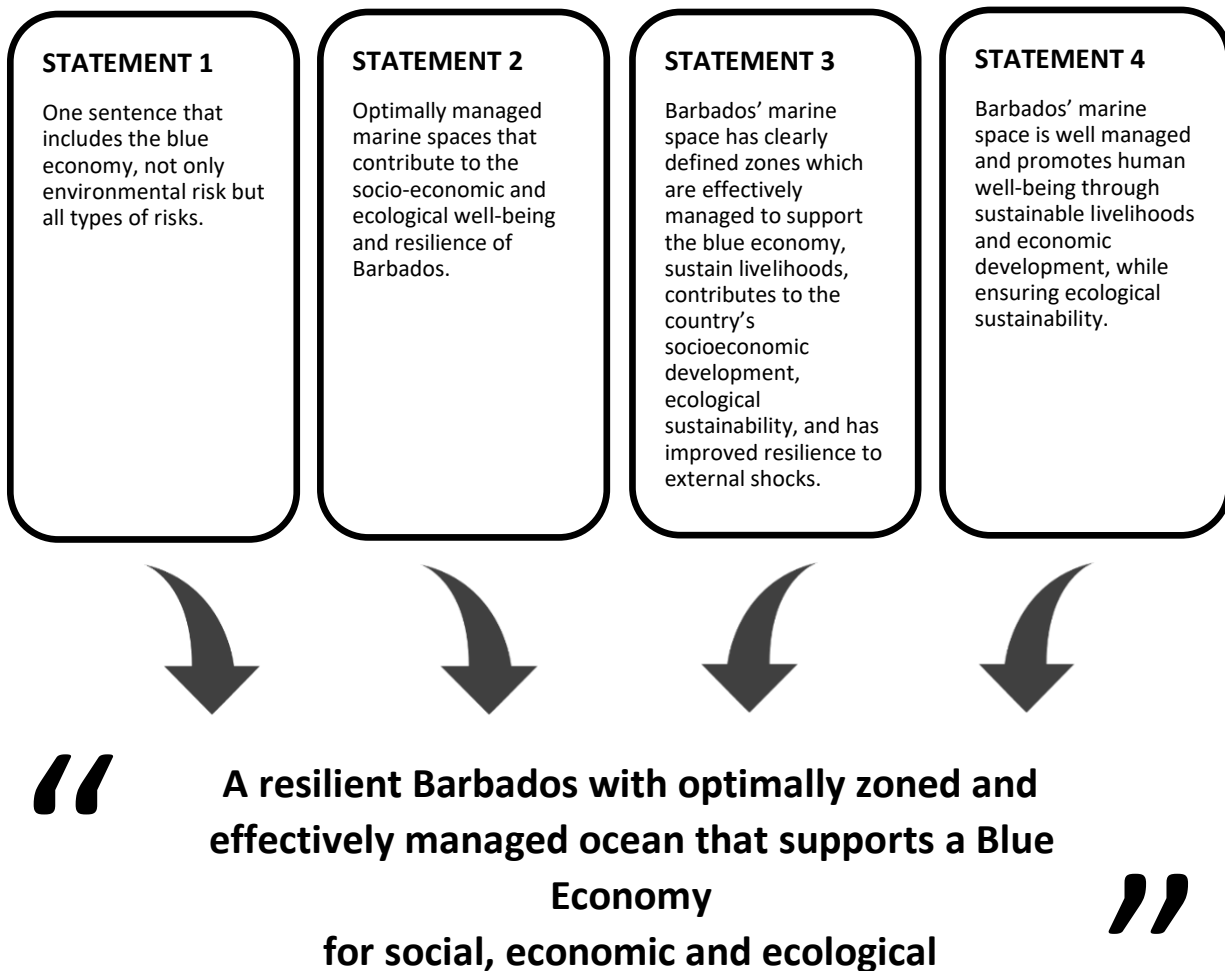 STATEMENT 1
One sentence that
includes the blue
economy, not only
environmental risk but
all types of risks.
STATEMENT 2
Optimally managed
marine spaces that
contribute to the
socio-economic and
ecological well-being
and resilience of
Barbados.
STATEMENT 3
Barbados’ marine
space has clearly
defined zones which
are effectively
managed to support
the blue economy,
sustain livelihoods,
contributes to the
country’s
socioeconomic
development,
ecological
sustainability, and has
improved resilience to
external shocks.
STATEMENT 4
Barbados’ marine
space is well managed
and promotes human
well-being through
sustainable livelihoods
and economic
development, while
ensuring ecological
sustainability.
“ A resilient Barbados with optimally zoned and
effectively managed ocean that supports a Blue
Economy
for social, economic and ecological ”